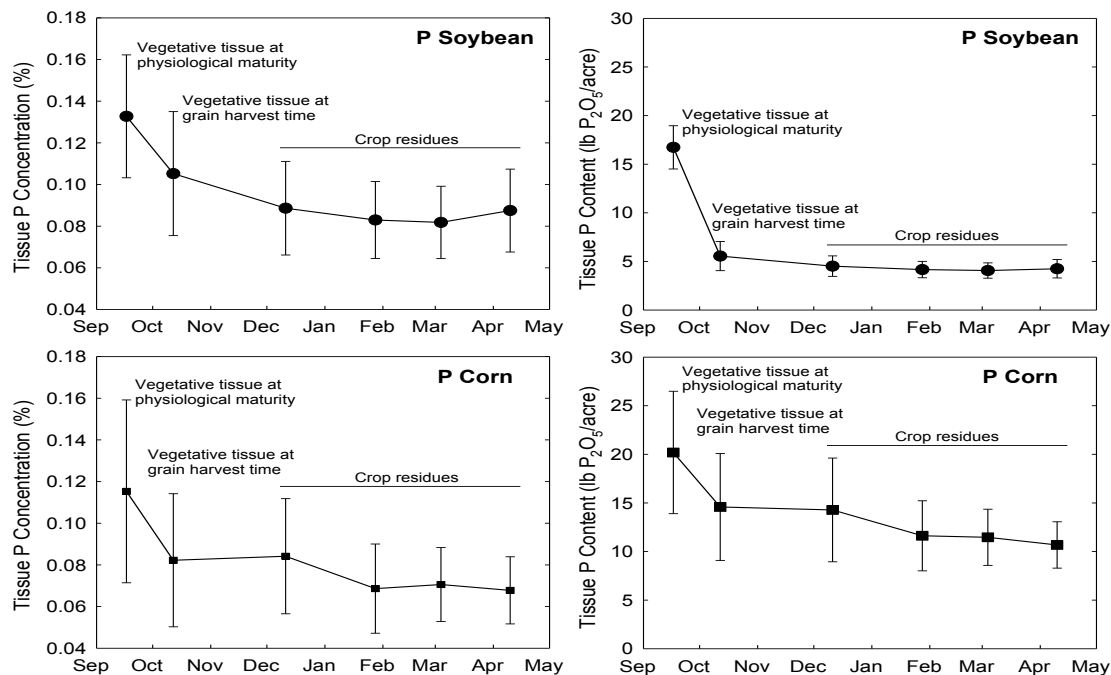 P Soybean
Tissue P Concentration (%)
0.18
0.16
0.14
0.12
0.10
0.08
0.06
0.04
Vegetative tissue at
physiological maturity
Vegetative tissue at
grain harvest time
Crop residues
Sep Oct Nov Dec Jan Feb Mar Apr May
P Soybean
Tissue P Content (lb P₂O₅/acre)
30
25
20
15
10
5
0
Vegetative tissue at
physiological maturity
Vegetative tissue at
grain harvest time
Crop residues
Sep Oct Nov Dec Jan Feb Mar Apr May
P Corn
Tissue P Concentration (%)
0.18
0.16
0.14
0.12
0.10
0.08
0.06
0.04
Vegetative tissue at
physiological maturity
Vegetative tissue at
grain harvest time
Crop residues
Sep Oct Nov Dec Jan Feb Mar Apr May
P Corn
Tissue P Content (lb P₂O₅/acre)
30
25
20
15
10
5
0
Vegetative tissue at
physiological maturity
Vegetative tissue at
grain harvest time
Crop residues
Sep Oct Nov Dec Jan Feb Mar Apr May